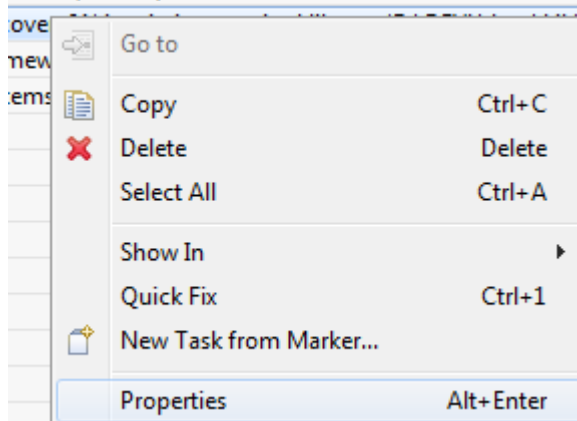 Go to
Copy Ctrl+C
Delete Delete
Select All Ctrl+A
Show In
Quick Fix Ctrl+1
New Task from Marker...
Properties Alt+Enter